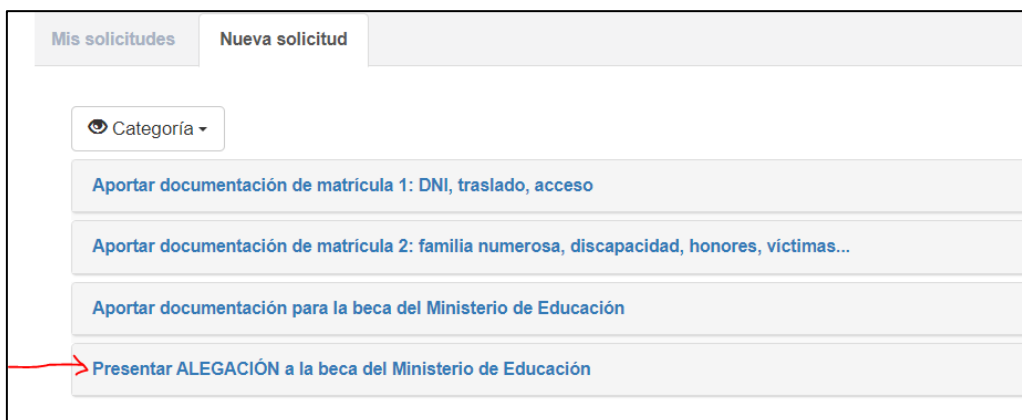 Mis solicitudes Nueva solicitud
Categoría
Aportar documentación de matrícula 1: DNI, traslado, acceso
Aportar documentación de matrícula 2: familia numerosa, discapacidad, honores, víctimas...
Aportar documentación para la beca del Ministerio de Educación
Presentar ALEGACIÓN a la beca del Ministerio de Educación